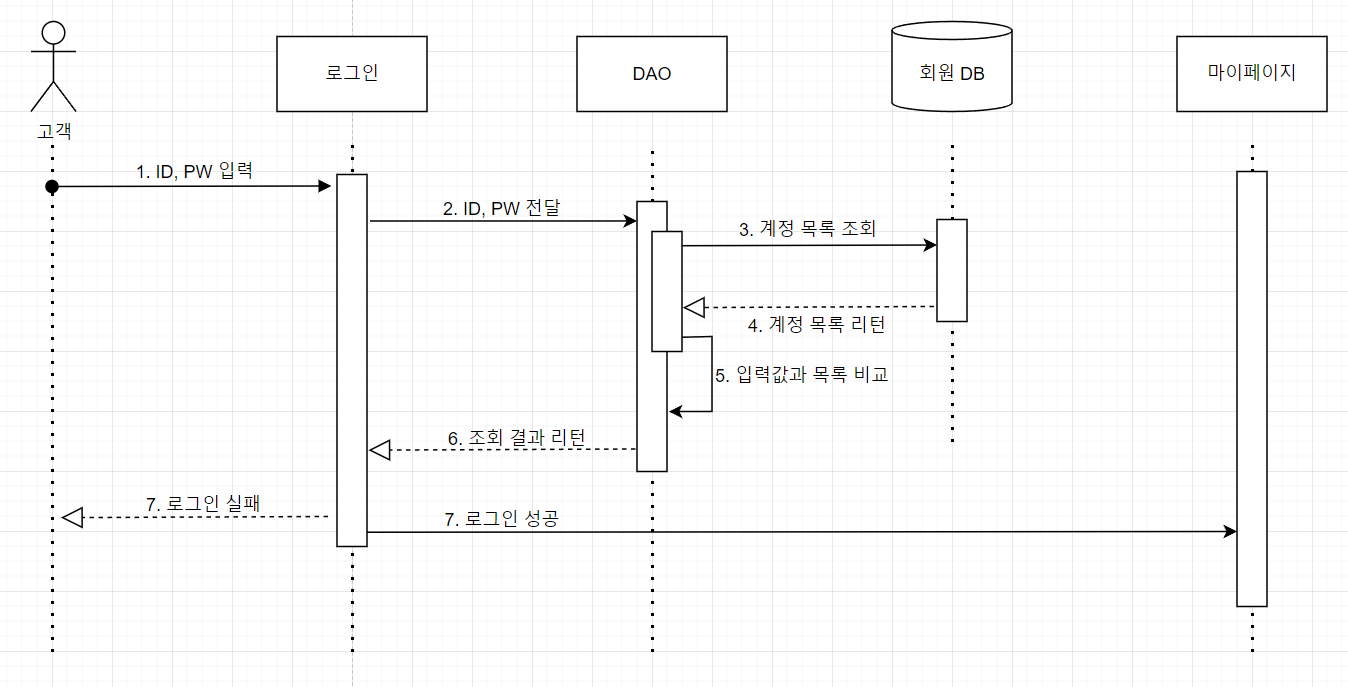 고객
로그인
DAO
회원 DB
마이페이지
1. ID, PW 입력
2. ID, PW 전달
3. 계정 목록 조회
4. 계정 목록 리턴
5. 입력값과 목록 비교
6. 조회 결과 리턴
7. 로그인 실패
7. 로그인 성공